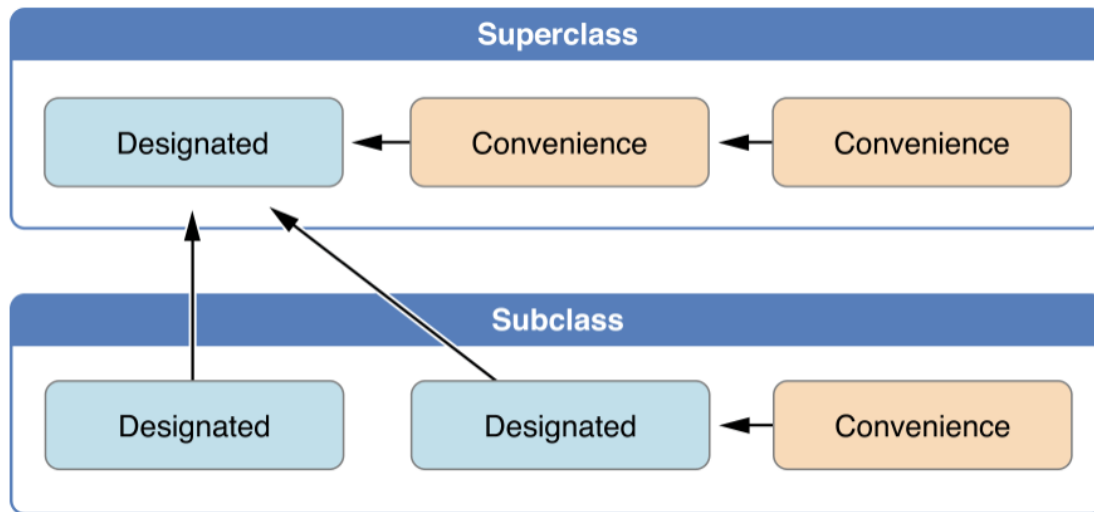 Superclass
Designated
Convenience
Convenience
Subclass
Designated
Designated
Convenience